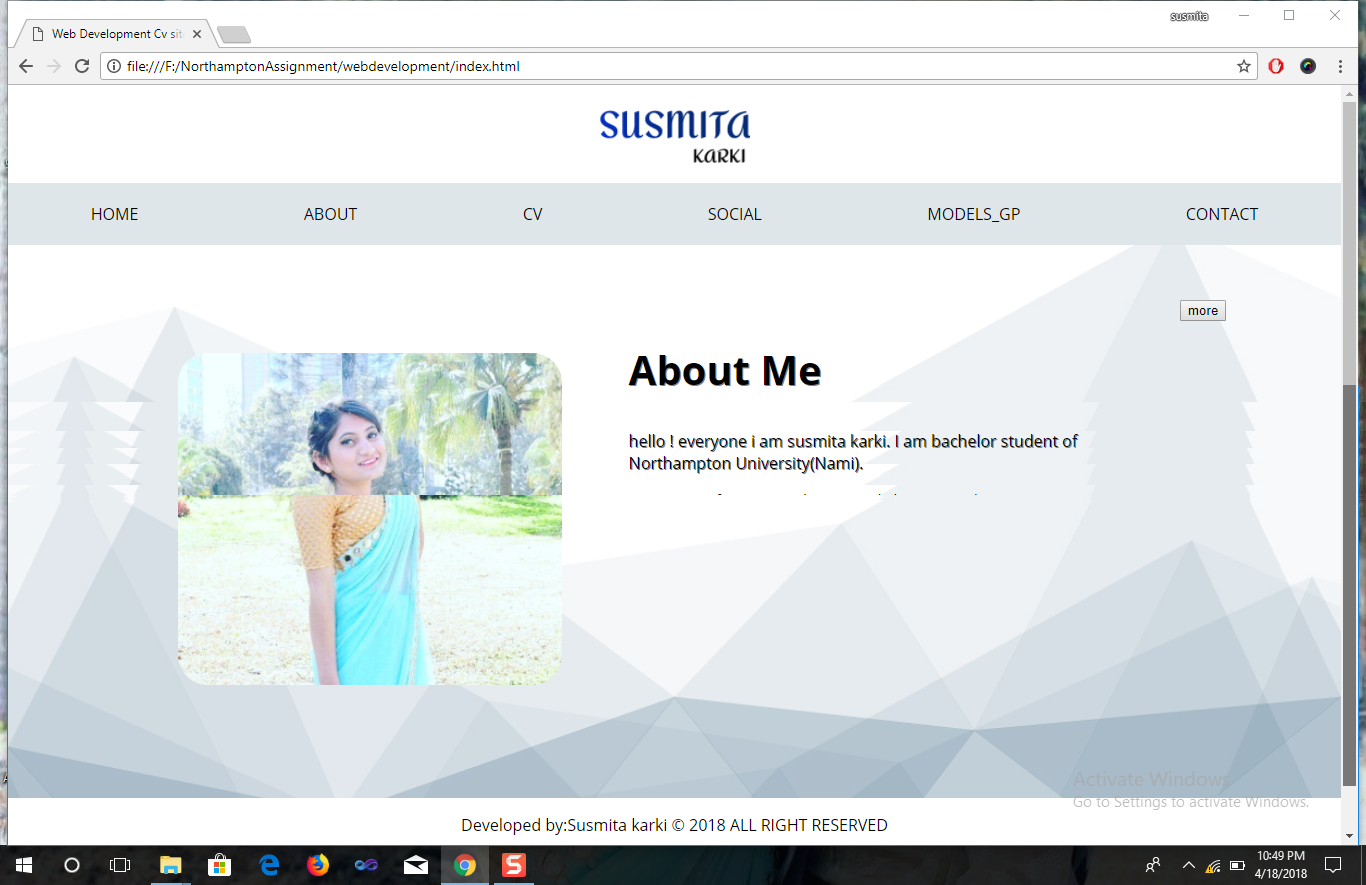 susmita
Web Development Cv sit
file:///F:/NorthamptonAssignment/webdevelopment/index.html
SUSMITA
KARKI
HOME ABOUT CV SOCIAL MODELS_GP CONTACT
more
About Me
hello ! everyone i am susmita karki. I am bachelor student of
Northampton University(Nami).
Activate Windows
Go to Settings to activate Windows.
Developed by:Susmita karki © 2018 ALL RIGHT RESERVED
10:49 PM
4/18/2018